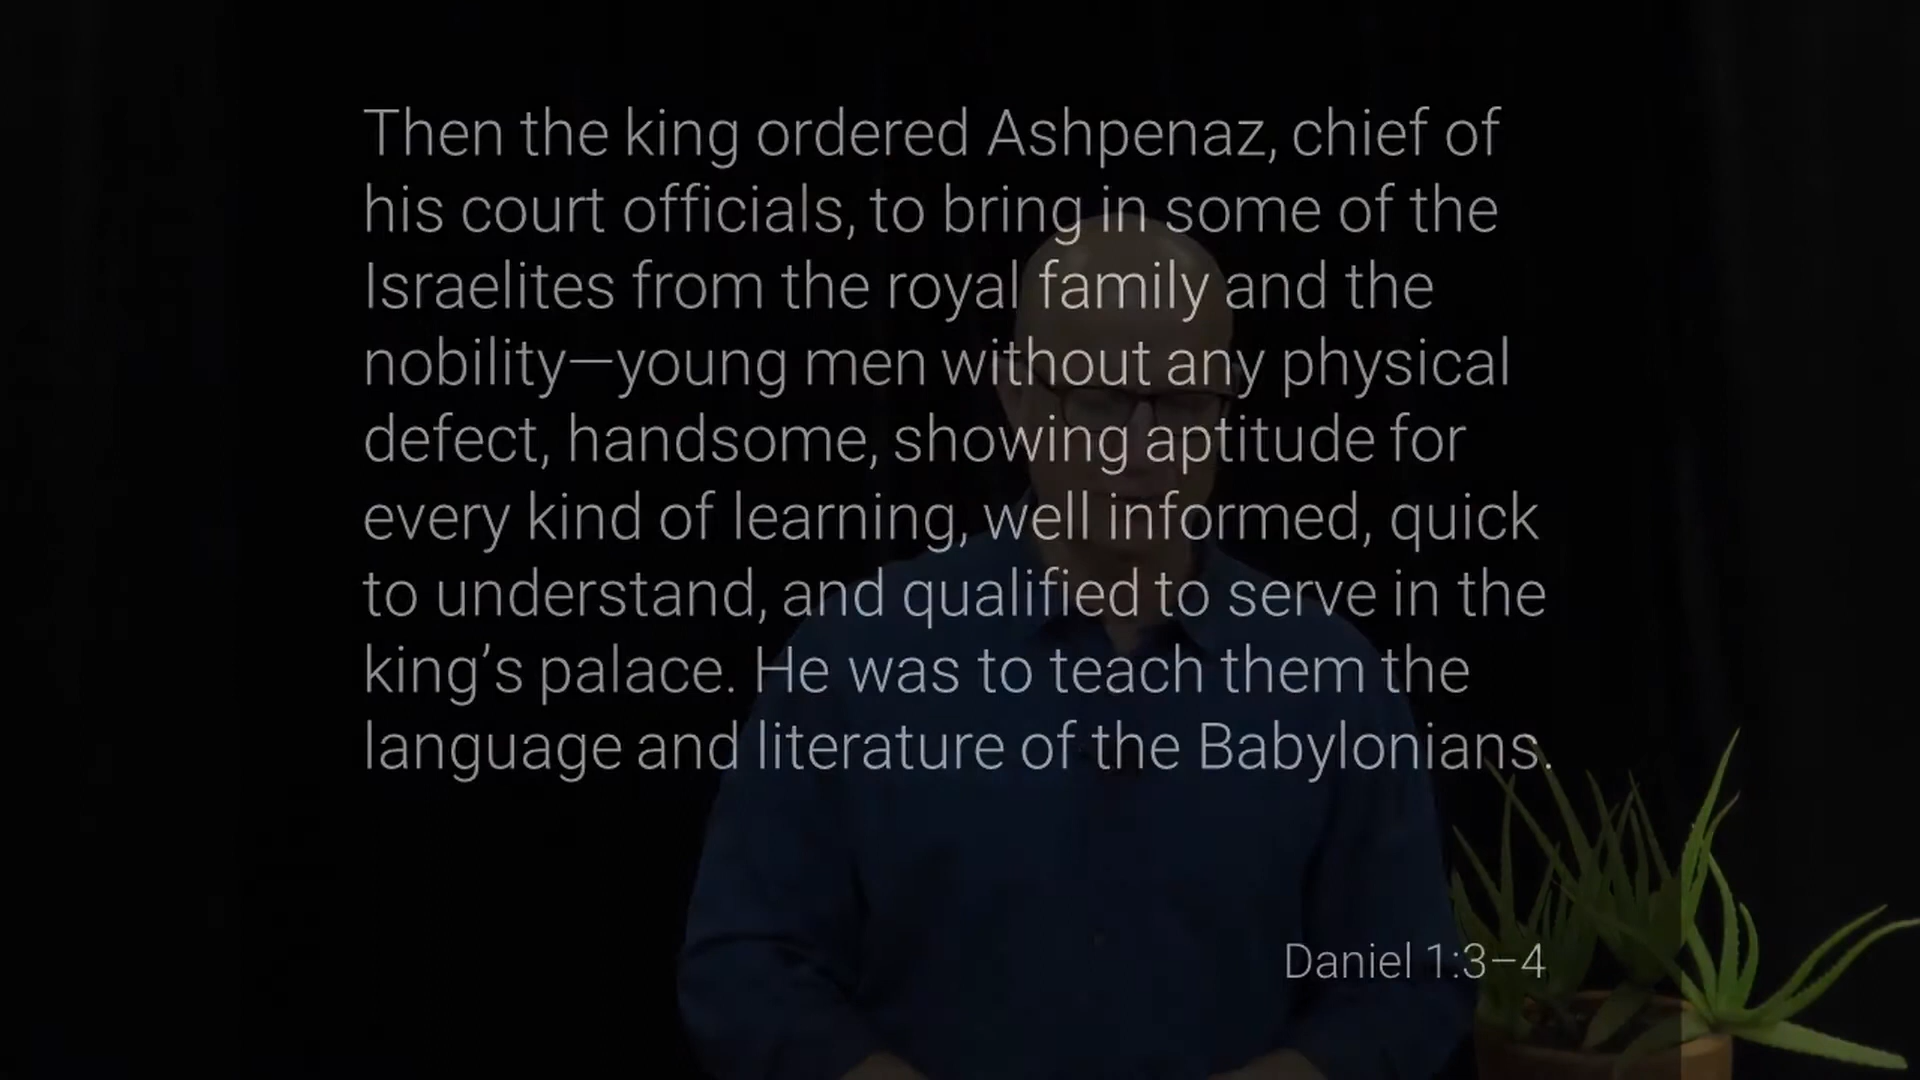 Then the king ordered Ashpenaz, chief of
his court officials, to bring in some of the
Israelites from the royal family and the
nobility—young men without any physical
defect, handsome, showing aptitude for
every kind of learning, well informed, quick
to understand, and qualified to serve in the
king’s palace. He was to teach them the
language and literature of the Babylonians.
Daniel 1:3–4